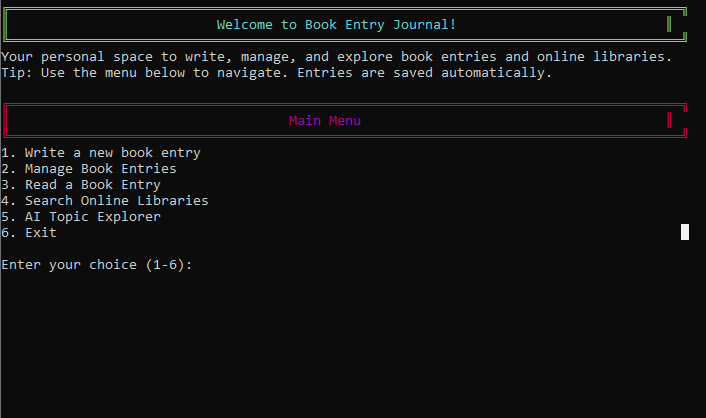 Welcome to Book Entry Journal!
Your personal space to write, manage, and explore book entries and online libraries.
Tip: Use the menu below to navigate. Entries are saved automatically.
Main Menu
1. Write a new book entry
2. Manage Book Entries
3. Read a Book Entry
4. Search Online Libraries
5. AI Topic Explorer
6. Exit
Enter your choice (1-6):